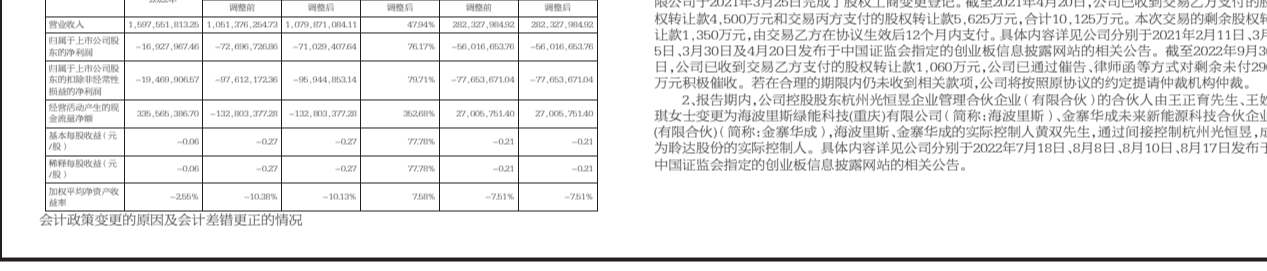 调整前 调整后 调整后 调整前 调整后
营业收入 1,597,551,813.25 1,051,376,254.73 1,079,871,084.11 47.94% 282,327,984.92 282,327,984.92
归属于上市公司股
东的净利润 -16,927,967.46 -72,696,726.86 -71,029,407.64 76.17% -56,016,653.76 -56,016,653.76
归属于上市公司股
东的扣除非经常性
损益的净利润 -19,469,906.57 -97,612,172.36 -95,944,853.14 79.71% -77,653,671.04 -77,653,671.04
经营活动产生的现
金流量净额 335,565,386.70 -132,803,377.28 -132,803,377.28 352.68% 27,005,751.40 27,005,751.40
基本每股收益(元
/股) -0.06 -0.27 -0.27 77.78% -0.21 -0.21
稀释每股收益(元
/股) -0.06 -0.27 -0.27 77.78% -0.21 -0.21
加权平均净资产收
益率 -2.55% -10.38% -10.13% 7.58% -7.51% -7.51%
会计政策变更的原因及会计差错更正的情况
限公司于2021年3月25日完成了股权工商变更登记。截至2021年4月20日,公司已收到交易乙方支付的股
权转让款4,500万元和交易丙方支付的股权转让款5,625万元,合计10,125万元。本次交易的剩余股权转
让款1,350万元,由交易乙方在协议生效后12个月内支付。具体内容详见公司分别于2021年2月11日、3月
5日、3月30日及4月20日发布于中国证监会指定的创业板信息披露网站的相关公告。截至2022年9月30
日,公司已收到交易乙方支付的股权转让款1,060万元,公司已通过催告、律师函等方式对剩余未付290
万元积极催收。若在合理的期限内仍未收到相关款项,公司将按照原协议的约定提请仲裁机构仲裁。
2、报告期内,公司控股股东杭州光恒昱企业管理合伙企业(有限合伙)的合伙人由王正育先生、王妙
琪女士变更为海波里斯绿能科技(重庆)有限公司(简称:海波里斯)、金寨华成未来新能源科技合伙企业
(有限合伙)(简称:金寨华成),海波里斯、金寨华成的实际控制人黄双先生,通过间接控制杭州光恒昱,成
为聆达股份的实际控制人。具体内容详见公司分别于2022年7月18日、8月8日、8月10日、8月17日发布于
中国证监会指定的创业板信息披露网站的相关公告。